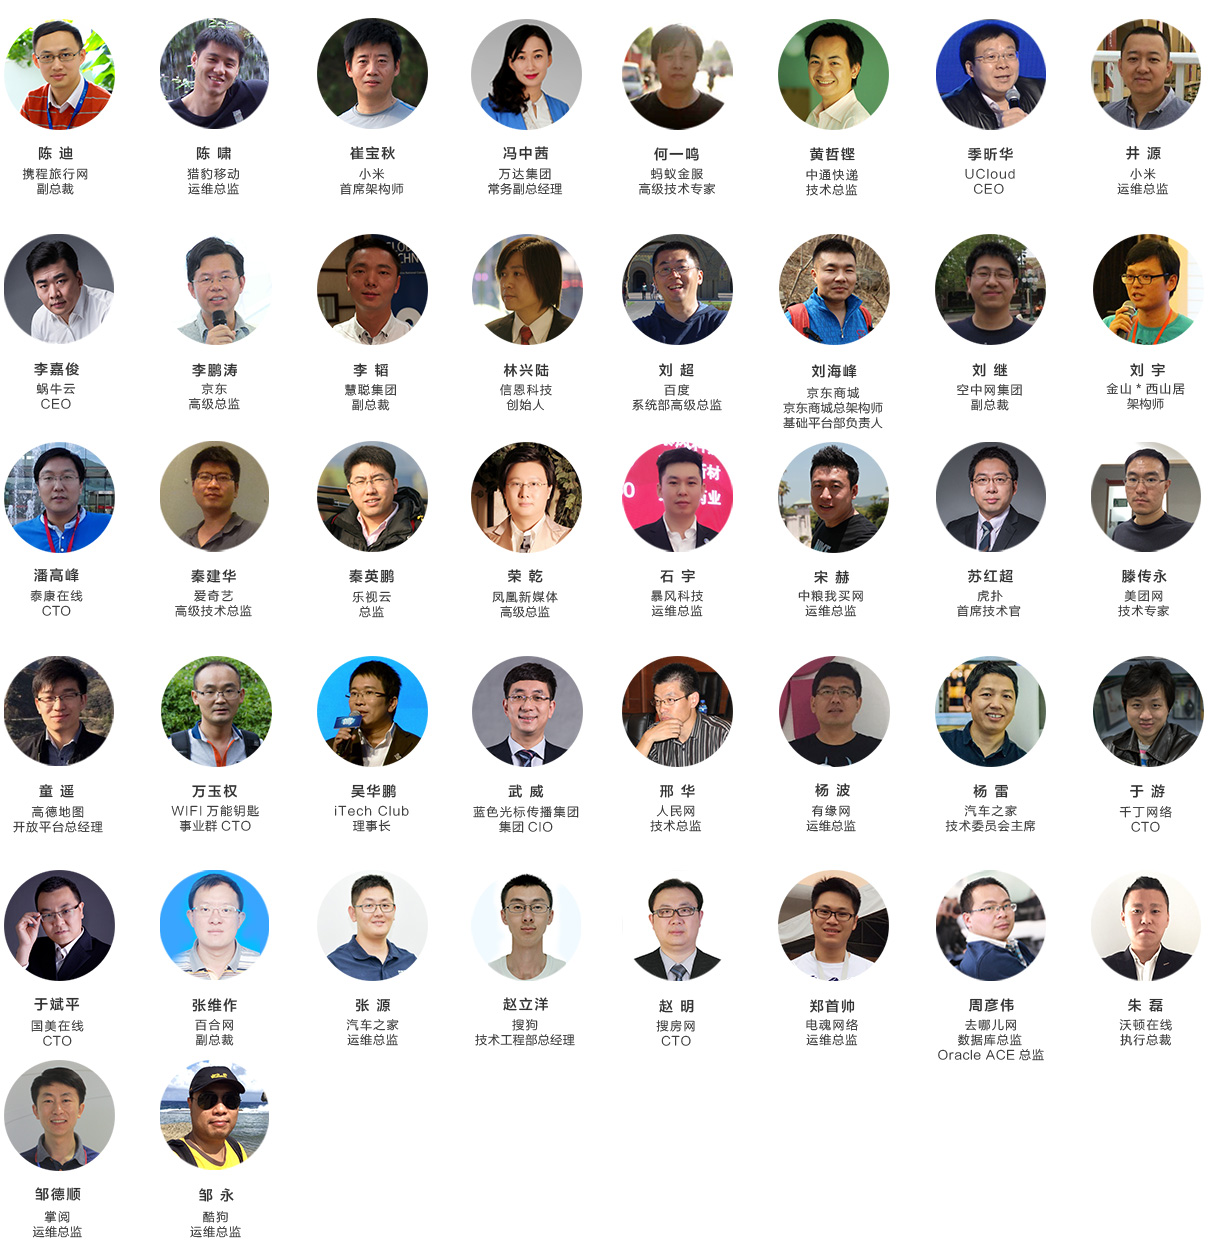 陈 迪
携程旅行网
副总裁
陈 啸
猎豹移动
运维总监
崔宝秋
小米
首席架构师
冯中茜
万达集团
常务副总经理
何一鸣
蚂蚁金服
高级技术专家
黄哲铿
中通快递
技术总监
季昕华
UCloud
CEO
井 源
小米
运维总监
李嘉俊
蜗牛云
CEO
李鹏涛
京东
高级总监
李 韬
慧聪集团
副总裁
林兴陆
信恩科技
创始人
刘 超
百度
系统部高级总监
刘海峰
京东商城
京东商城总架构师
基础平台部负责人
刘 继
空中网集团
副总裁
刘 宇
金山 * 西山居
架构师
潘高峰
泰康在线
CTO
秦建华
爱奇艺
高级技术总监
秦英鹏
乐视云
总监
荣 乾
凤凰新媒体
高级总监
石 宇
暴风科技
运维总监
宋 赫
中粮我买网
运维总监
苏红超
虎扑
首席技术官
滕传永
美团网
技术专家
童 遥
高德地图
开放平台总经理
万玉权
WIFI 万能钥匙
事业群 CTO
吴华鹏
iTech Club
理事长
武 威
蓝色光标传播集团
集团 CIO
邢 华
人民网
技术总监
杨 波
有缘网
运维总监
杨 雷
汽车之家
技术委员会主席
于 游
千丁网络
CTO
于斌平
国美在线
CTO
张维作
百合网
副总裁
张 源
汽车之家
运维总监
赵立洋
搜狗
技术工程部总经理
赵 明
搜房网
CTO
郑首帅
电魂网络
运维总监
周彦伟
去哪儿网
数据库总监
Oracle ACE 总监
朱 磊
沃顿在线
执行总裁
邹德顺
掌阅
运维总监
邹 永
酷狗
运维总监